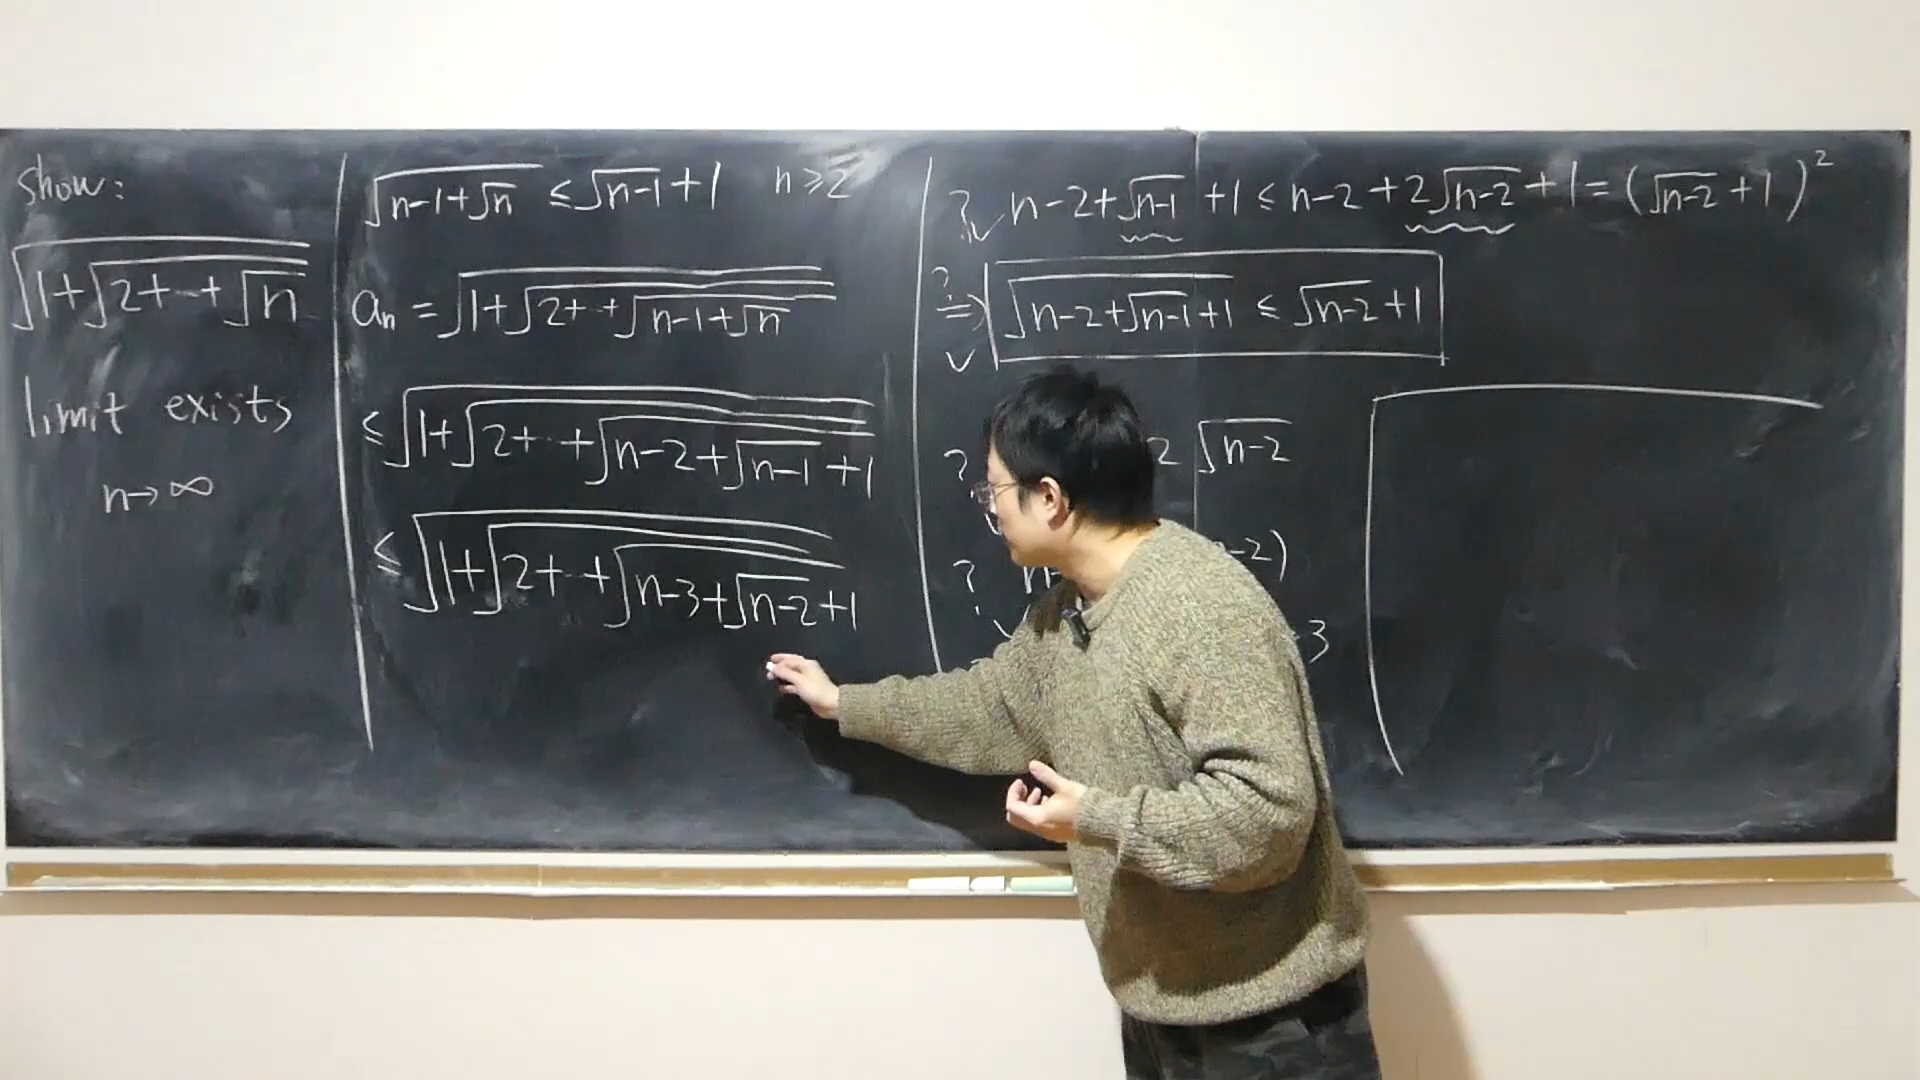 Show:
√(1+√(2+⋯+√n))
limit exists
n→∞
√(n-1+√n) ≤ √(n-1)+1 n≥2
aₙ = √(1+√(2+⋯+√(n-1+√n)))
≤ √(1+√(2+⋯+√(n-2+√(n-1)+1)))
≤ √(1+√(2+⋯+√(n-3+√(n-2)+1)))
? ✓ n-2+√(n-1)+1 ≤ n-2+2√(n-2)+1 = (√(n-2)+1)²
? ⇒ ✓ √(n-2+√(n-1)+1) ≤ √(n-2)+1
? 2√(n-2)
? n- -2)
? ✓ 3